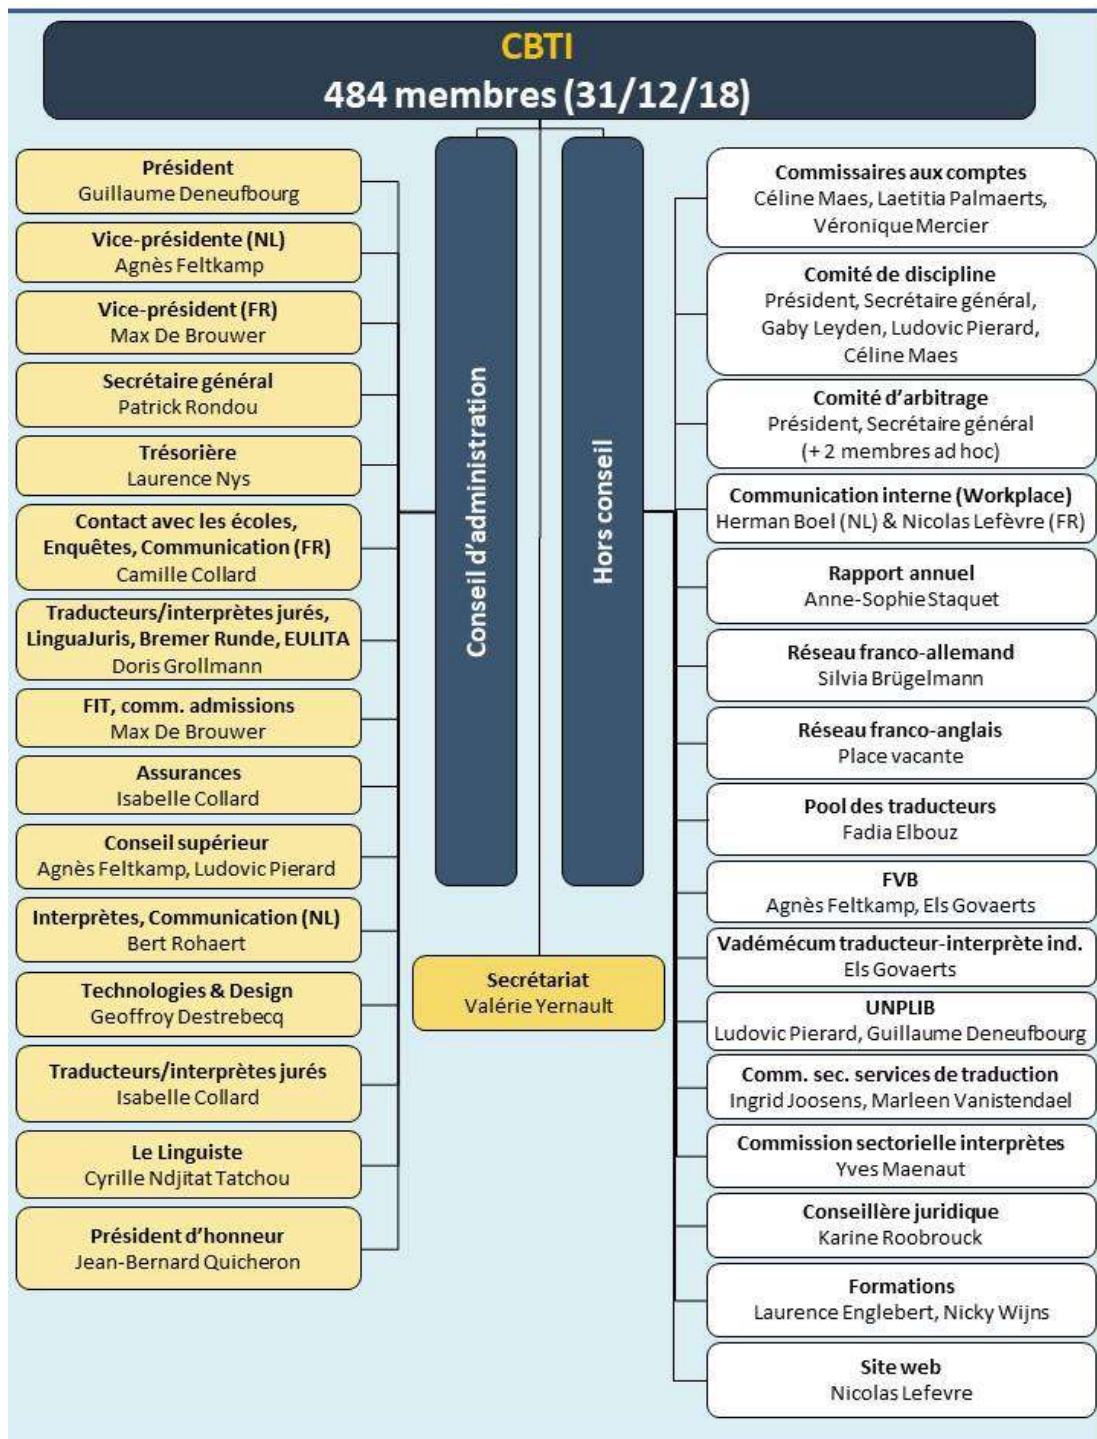 CBTI
484 membres (31/12/18)
Président
Guillaume Deneufbourg
Vice-présidente (NL)
Agnès Feltkamp
Vice-président (FR)
Max De Brouwer
Secrétaire général
Patrick Rondou
Trésorière
Laurence Nys
Contact avec les écoles,
Enquêtes, Communication (FR)
Camille Collard
Traducteurs/interprètes jurés,
LinguaJuris, Bremer Runde, EULITA
Doris Grollmann
FIT, comm. admissions
Max De Brouwer
Assurances
Isabelle Collard
Conseil supérieur
Agnès Feltkamp, Ludovic Pierard
Interprètes, Communication (NL)
Bert Rohaert
Technologies & Design
Geoffroy Destrebecq
Traducteurs/interprètes jurés
Isabelle Collard
Le Linguiste
Cyrille Ndjitat Tatchou
Président d'honneur
Jean-Bernard Quicheron
Conseil d'administration
Hors conseil
Secrétariat
Valérie Yernault
Commissaires aux comptes
Céline Maes, Laetitia Palmaerts,
Véronique Mercier
Comité de discipline
Président, Secrétaire général,
Gaby Leyden, Ludovic Pierard,
Céline Maes
Comité d'arbitrage
Président, Secrétaire général
(+ 2 membres ad hoc)
Communication interne (Workplace)
Herman Boel (NL) & Nicolas Lefèvre (FR)
Rapport annuel
Anne-Sophie Staquet
Réseau franco-allemand
Silvia Brügelmann
Réseau franco-anglais
Place vacante
Pool des traducteurs
Fadia Elbouz
FVB
Agnès Feltkamp, Els Govaerts
Vadémécum traducteur-interprète ind.
Els Govaerts
UNPLIB
Ludovic Pierard, Guillaume Deneufbourg
Comm. sec. services de traduction
Ingrid Joosens, Marleen Vanistendael
Commission sectorielle interprètes
Yves Maenaut
Conseillère juridique
Karine Roobrouck
Formations
Laurence Englebert, Nicky Wijns
Site web
Nicolas Lefevre